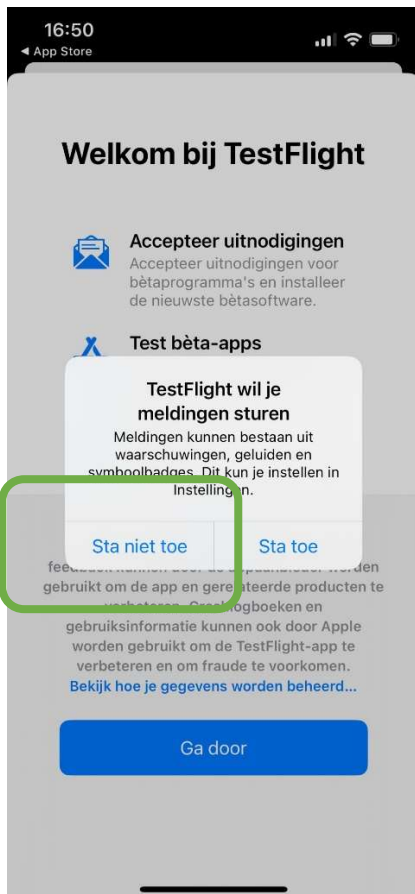 16:50
App Store
Welkom bij TestFlight
Accepteer uitnodigingen
Accepteer uitnodigingen voor
bètaprogramma's en installeer
de nieuwste bètasoftware.
Test bèta-apps
TestFlight wil je
meldingen sturen
Meldingen kunnen bestaan uit
waarschuwingen, geluiden en
symboolbadges. Dit kun je instellen in
Instellingen.
Sta niet toe
Sta toe
gebruikt om de app en gerelateerde producten te
verbeteren. Crashlogboeken en
gebruiksinformatie kunnen ook door Apple
worden gebruikt om de TestFlight-app te
verbeteren en om fraude te voorkomen.
Bekijk hoe je gegevens worden beheerd...
Ga door